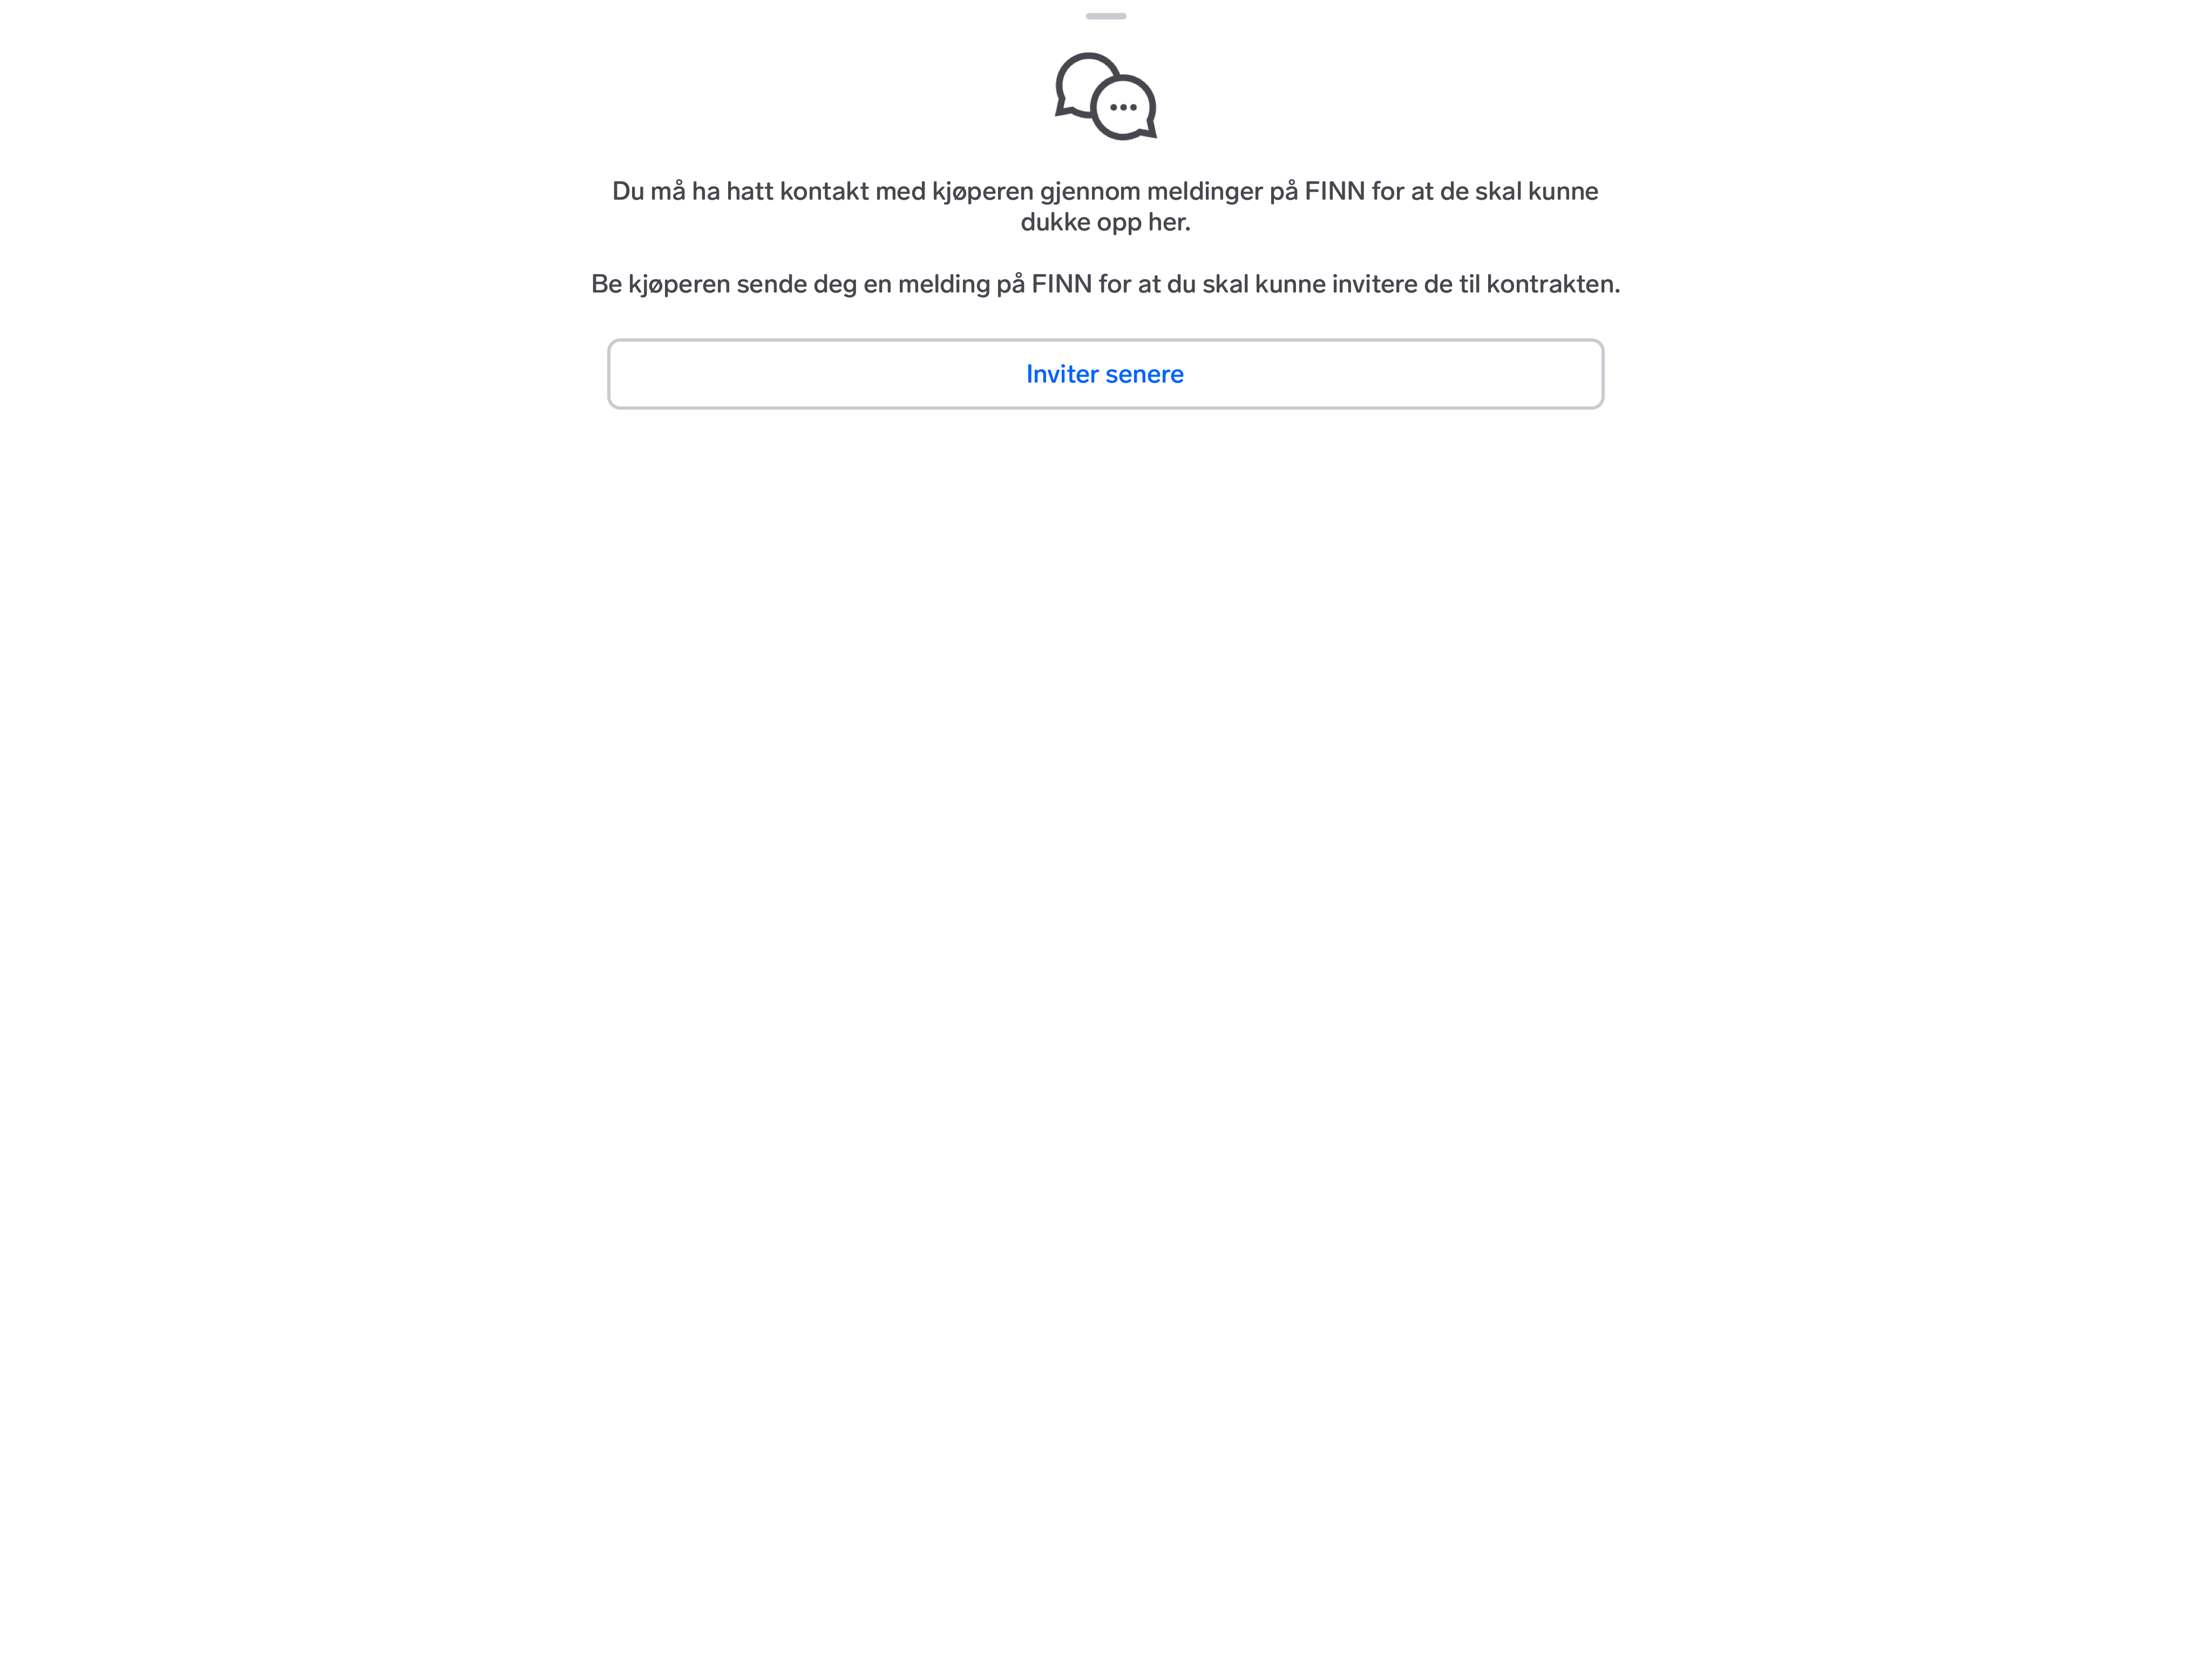 Du må ha hatt kontakt med kjøperen gjennom meldinger på FINN for at de skal kunne
dukke opp her.
Be kjøperen sende deg en melding på FINN for at du skal kunne invitere de til kontrakten.
Inviter senere